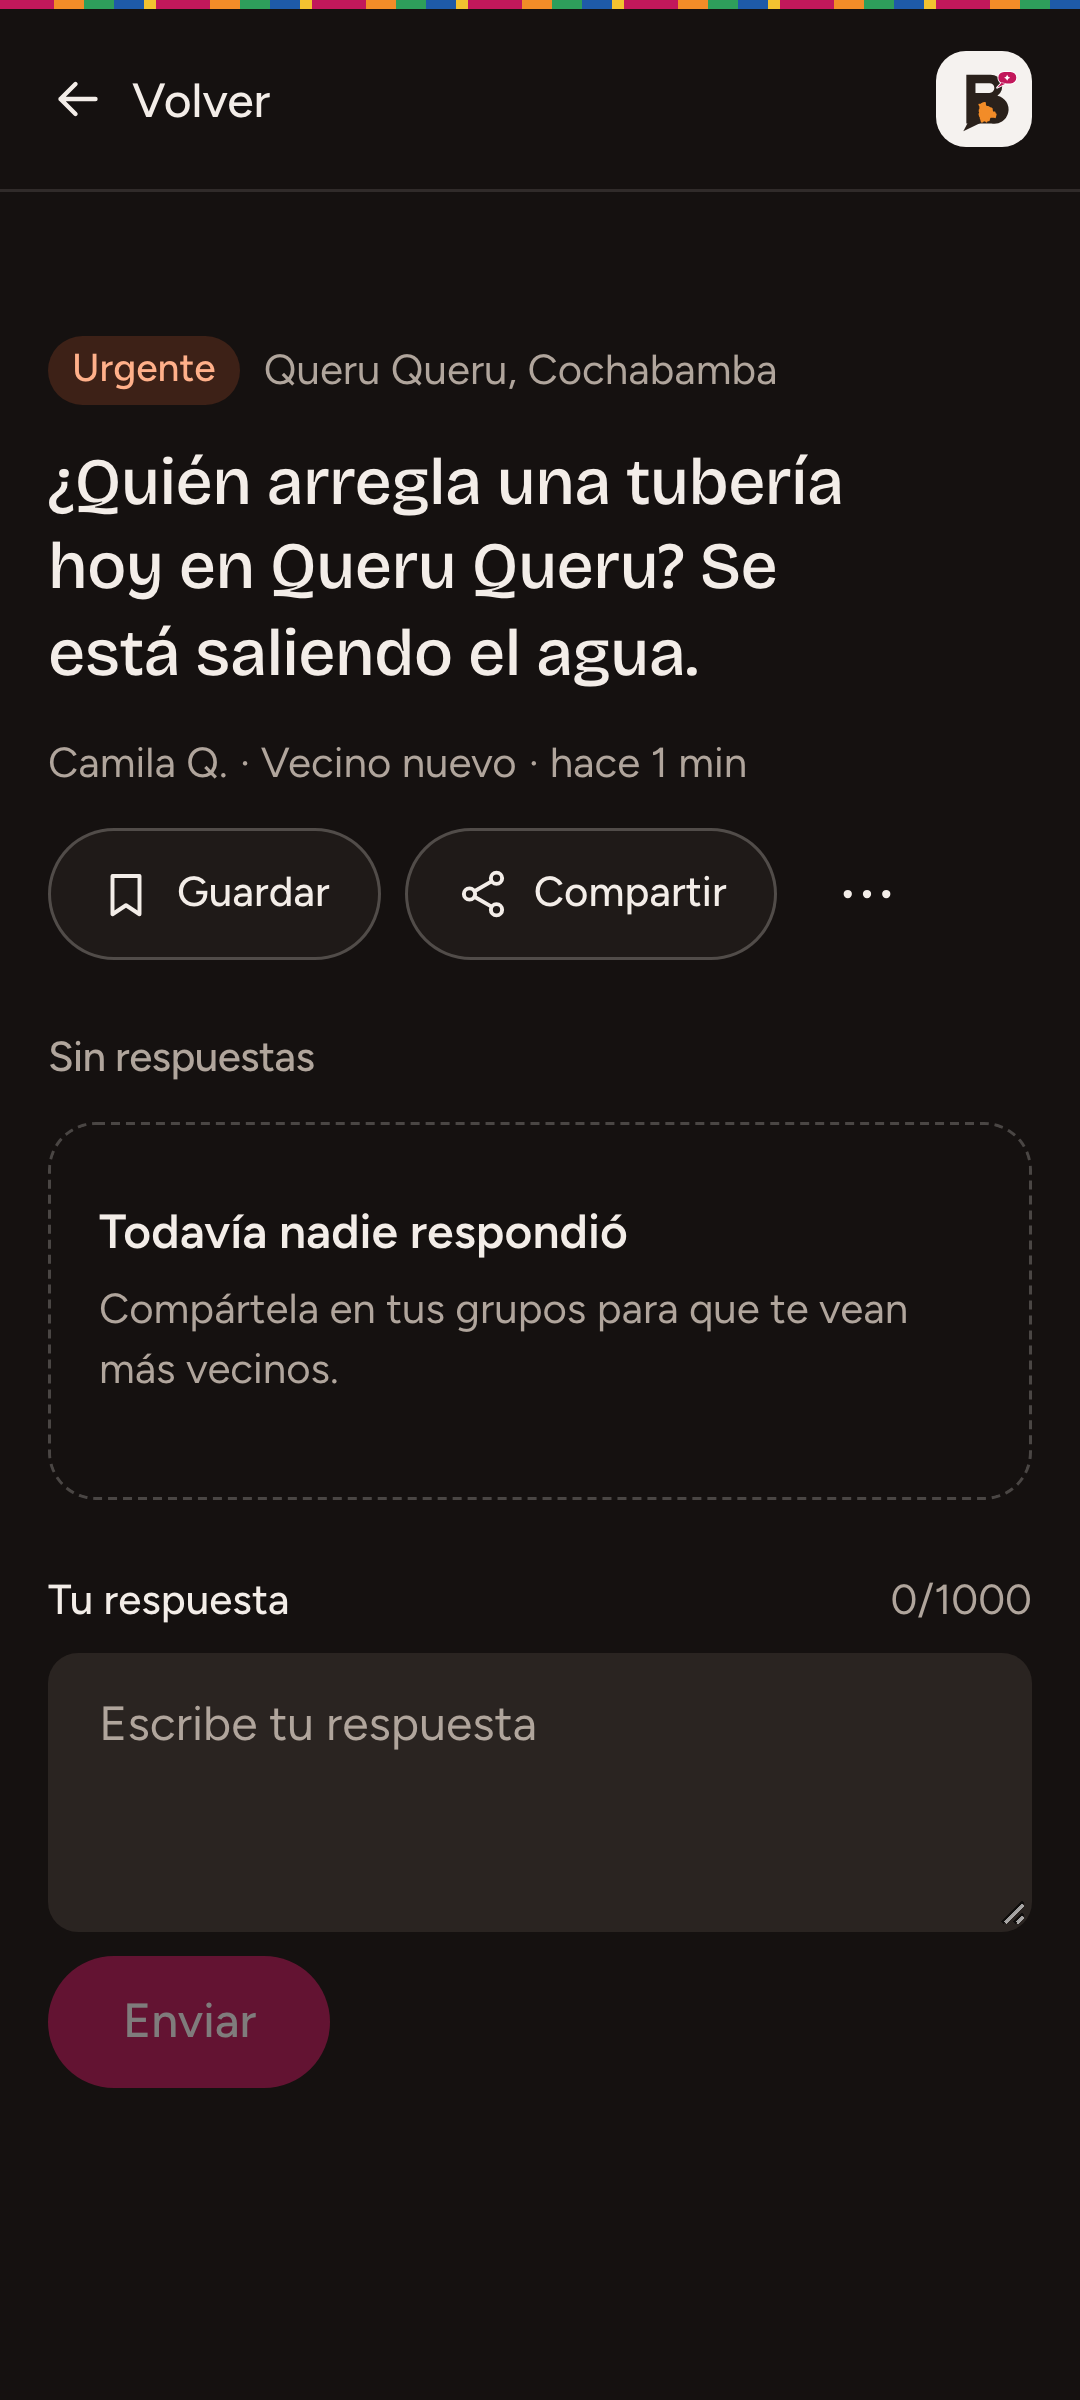 Volver
Urgente Queru Queru, Cochabamba
¿Quién arregla una tubería
hoy en Queru Queru? Se
está saliendo el agua.
Camila Q. · Vecino nuevo · hace 1 min
Guardar Compartir
Sin respuestas
Todavía nadie respondió
Compártela en tus grupos para que te vean
más vecinos.
Tu respuesta 0/1000
Escribe tu respuesta
Enviar